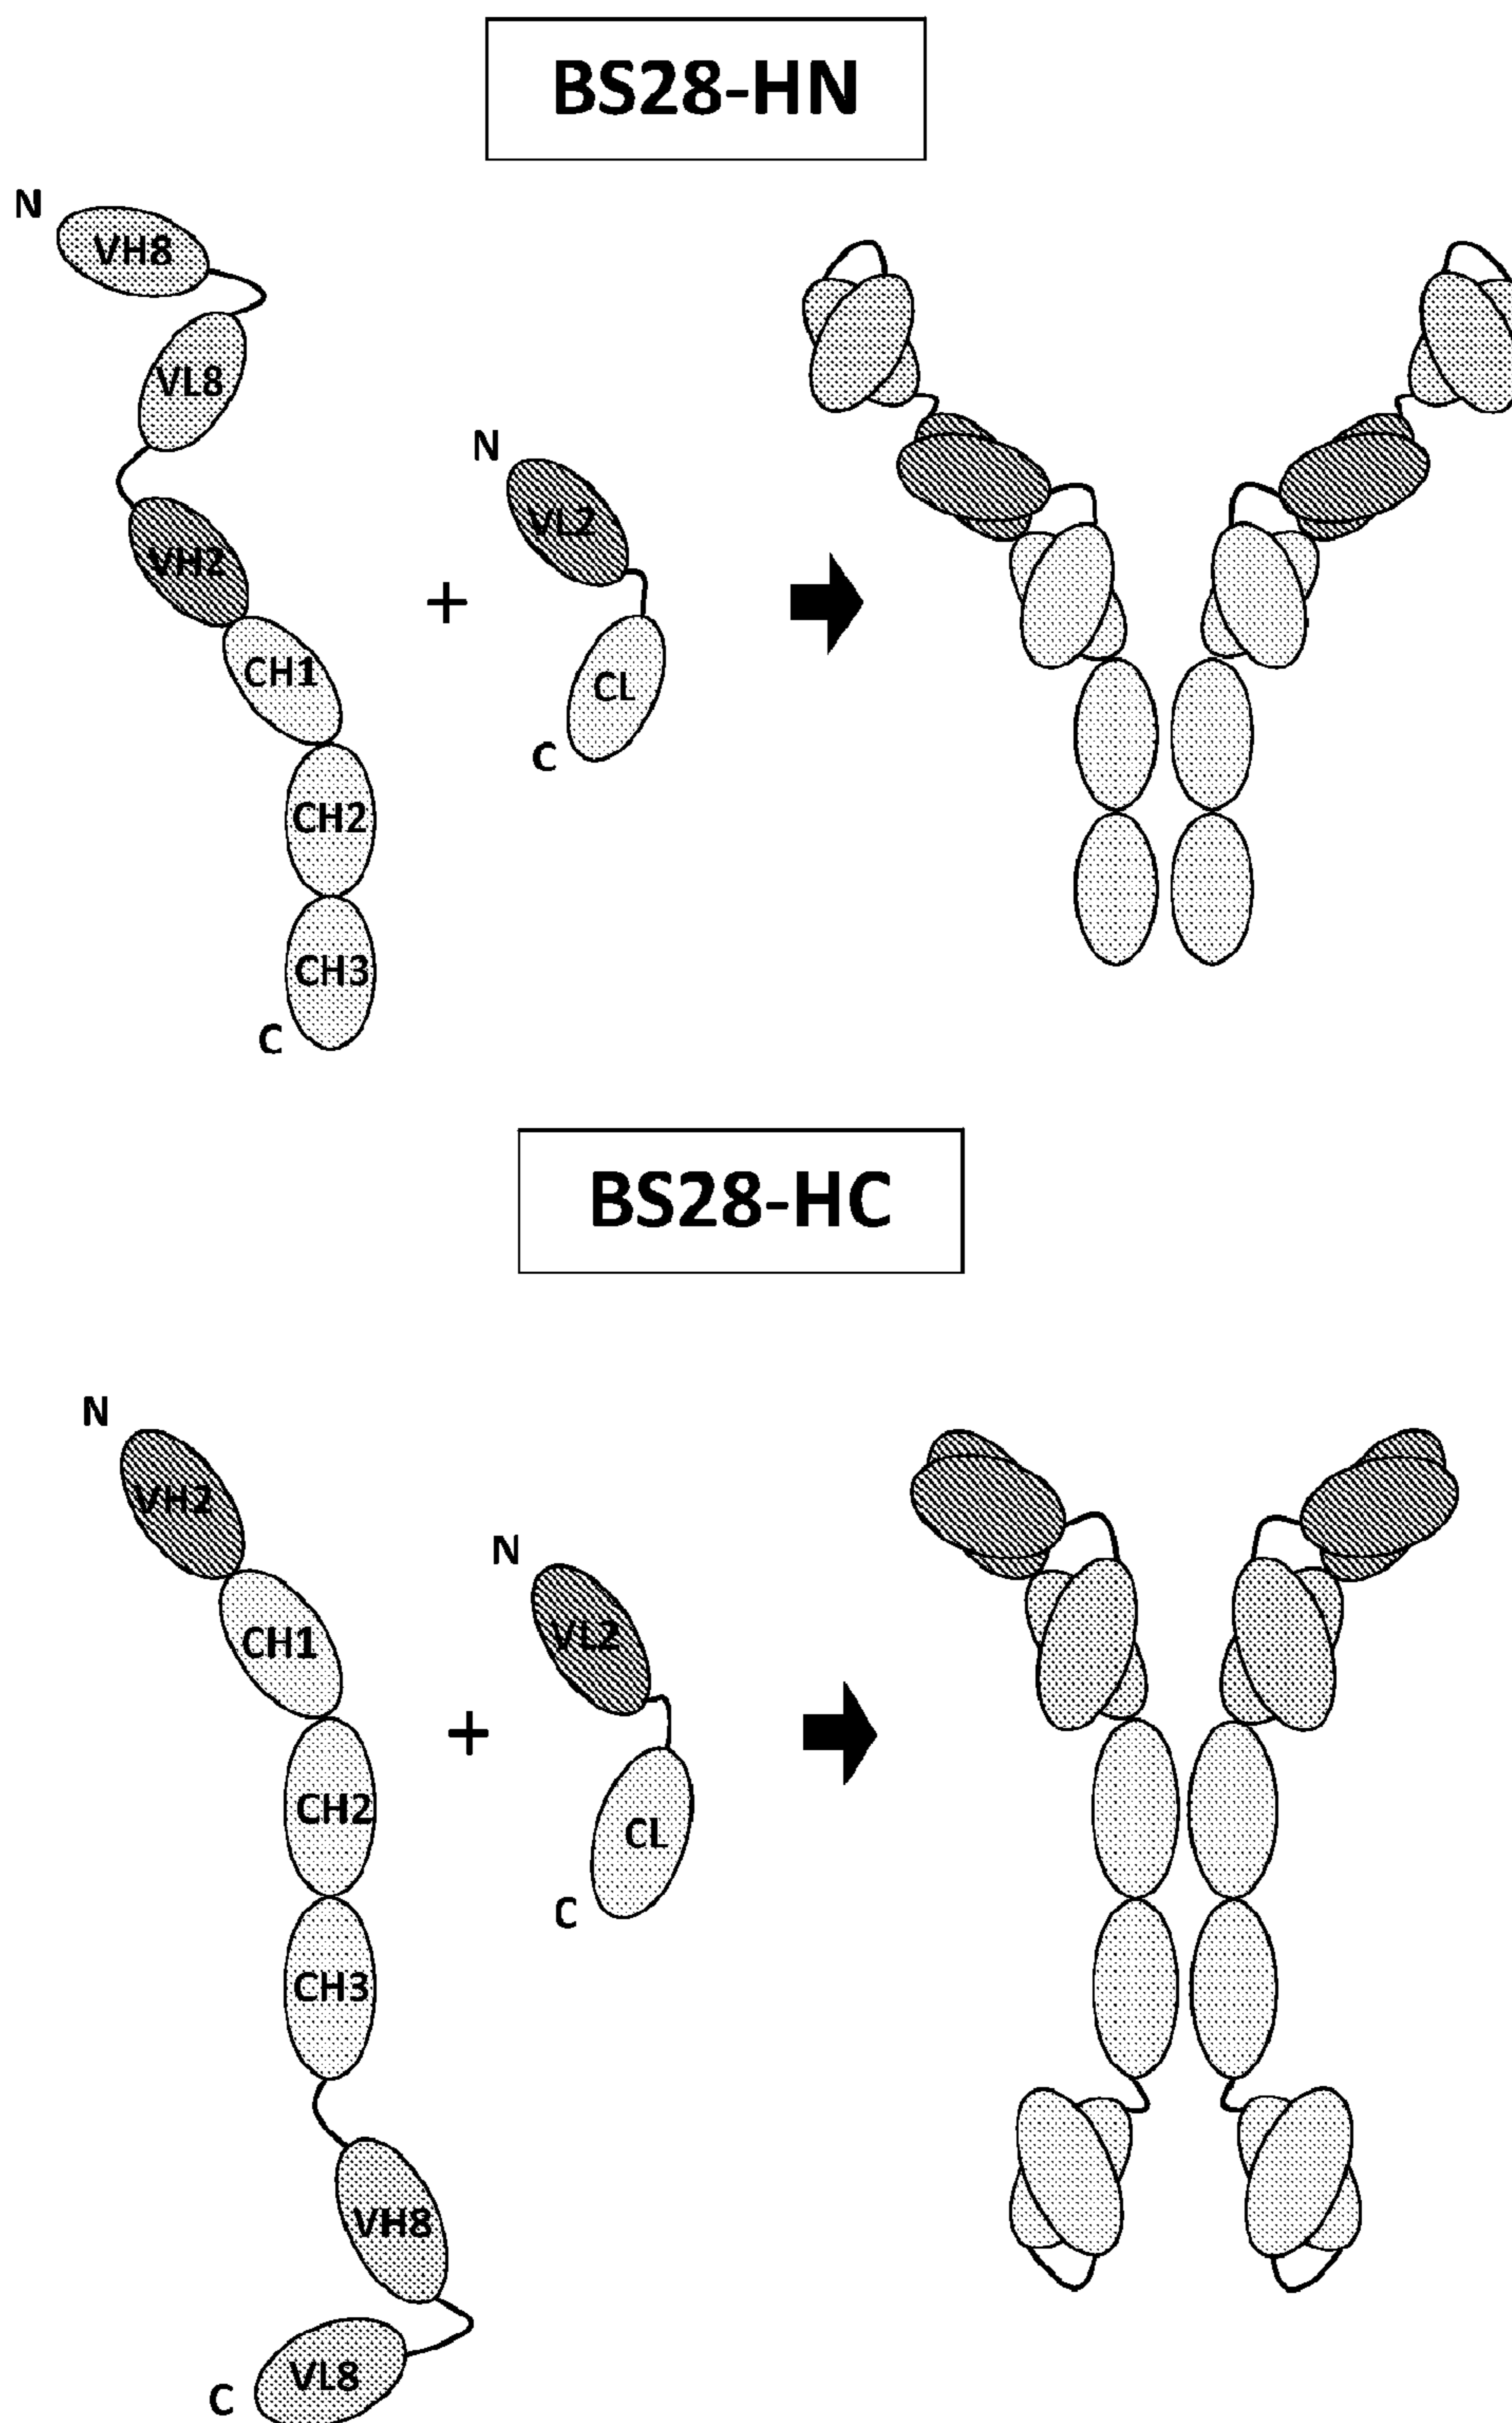 BS28-HN
N
VH8
VL8
VH2
CH1
CH2
CH3
C
+
N
VL2
CL
C
BS28-HC
N
VH2
CH1
CH2
CH3
VH8
VL8
C
+
N
VL2
CL
C